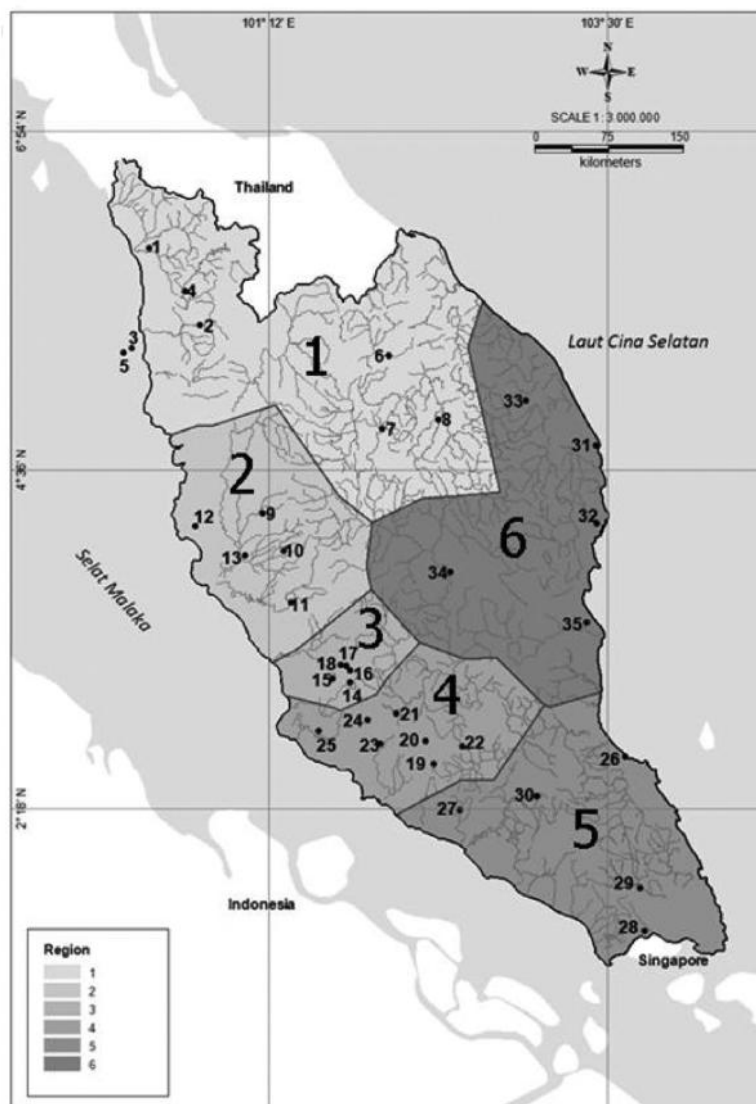 101° 12' E
103° 30' E
N
W E
S
6° 54' N
SCALE 1 : 3.000.000
0 75 150
kilometers
Thailand
1
4
2
3
5
Laut Cina Selatan
1
6
33
8
7
31
4° 36' N
2
9
12
32
6
10
13
34
Selat Malaka
11
35
3
17
18
16
15
14
4
21
24
20
22
25
23
19
26
30
27
2° 18' N
5
29
Indonesia
28
Singapore
Region
1
2
3
4
5
6